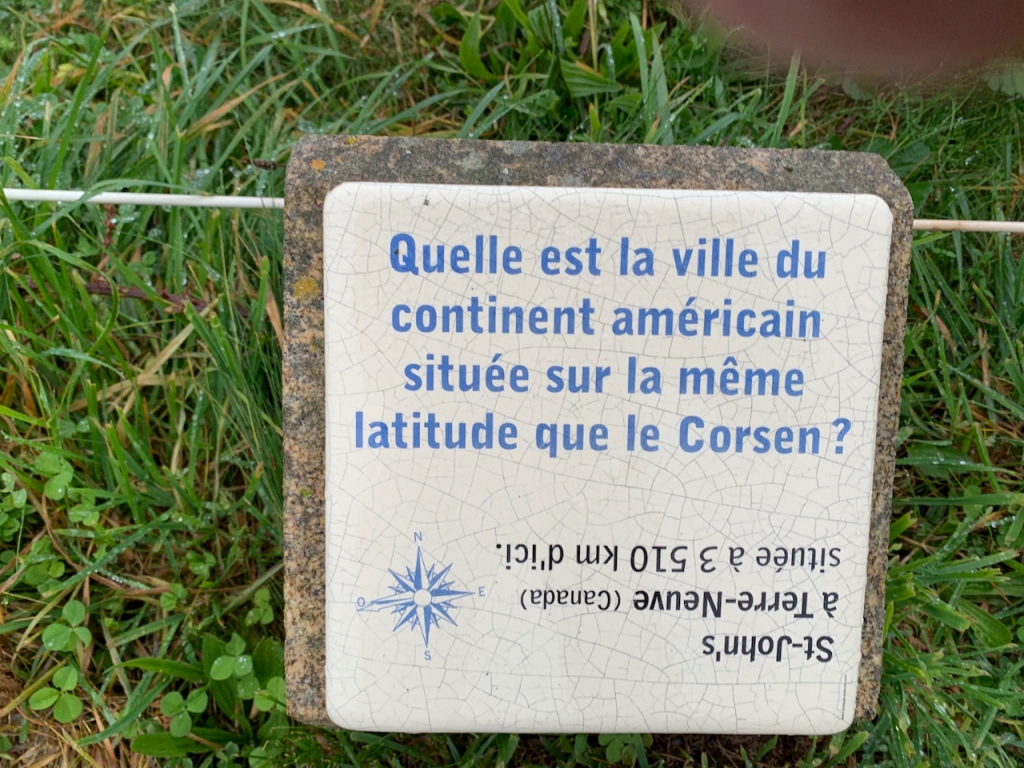 Quelle est la ville du
continent américain
située sur la même
latitude que le Corsen ?
St-John's
à Terre-Neuve (Canada)
située à 3 510 km d'ici.
N
O
E
S